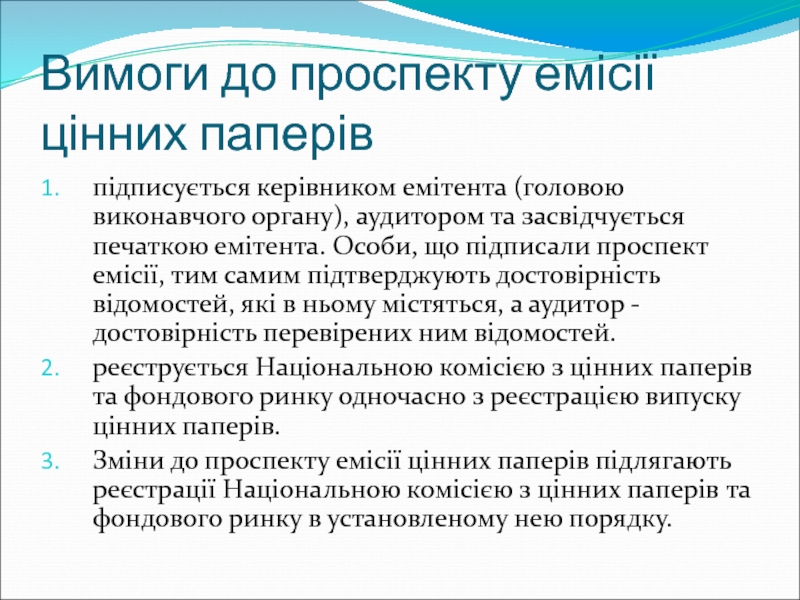 Вимоги до проспекту емісії
цінних паперів
1. підписується керівником емітента (головою
виконавчого органу), аудитором та засвідчується
печаткою емітента. Особи, що підписали проспект
емісії, тим самим підтверджують достовірність
відомостей, які в ньому містяться, а аудитор -
достовірність перевірених ним відомостей.
2. реєструється Національною комісією з цінних паперів
та фондового ринку одночасно з реєстрацією випуску
цінних паперів.
3. Зміни до проспекту емісії цінних паперів підлягають
реєстрації Національною комісією з цінних паперів та
фондового ринку в установленому нею порядку.